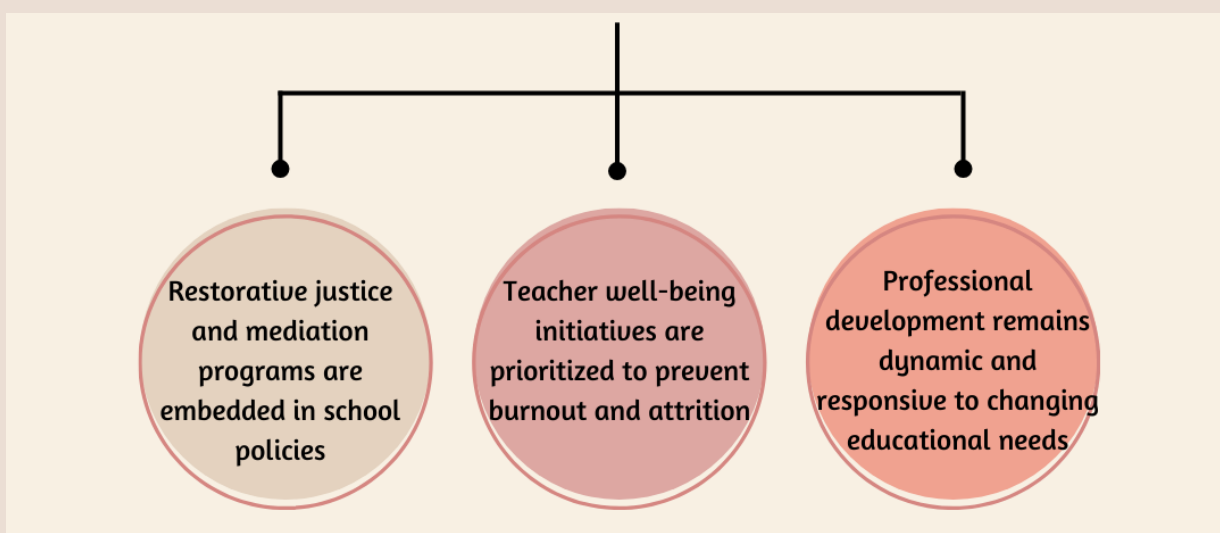 Restorative justice
and mediation
programs are
embedded in school
policies
Teacher well-being
initiatives are
prioritized to prevent
burnout and attrition
Professional
development remains
dynamic and
responsive to changing
educational needs